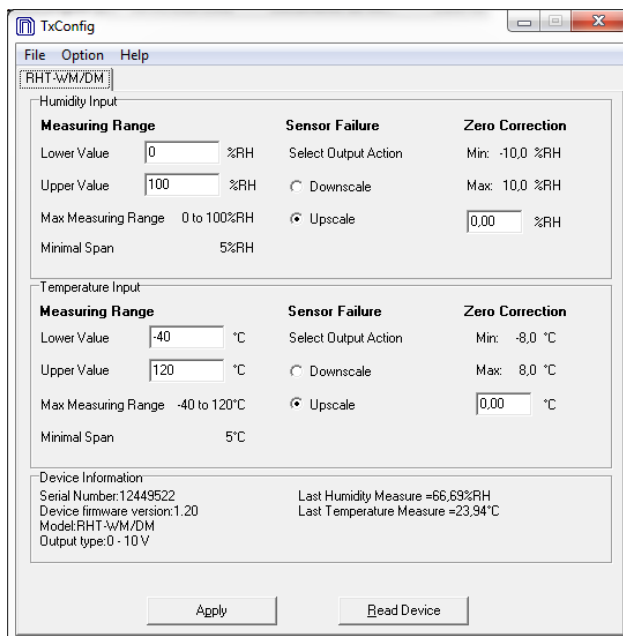 TxConfig
File Option Help
RHT-WM/DM
Humidity Input
Measuring Range Sensor Failure Zero Correction
Lower Value 0 %RH Select Output Action Min: -10,0 %RH
Upper Value 100 %RH Downscale Max: 10,0 %RH
Max Measuring Range 0 to 100%RH Upscale 0,00 %RH
Minimal Span 5%RH
Temperature Input
Measuring Range Sensor Failure Zero Correction
Lower Value -40 °C Select Output Action Min: -8,0 °C
Upper Value 120 °C Downscale Max: 8,0 °C
Max Measuring Range -40 to 120°C Upscale 0,00 °C
Minimal Span 5°C
Device Information
Serial Number:12449522 Last Humidity Measure =66,69%RH
Device firmware version:1.20 Last Temperature Measure =23,94°C
Model:RHT-WM/DM
Output type:0 - 10 V
Apply Read Device